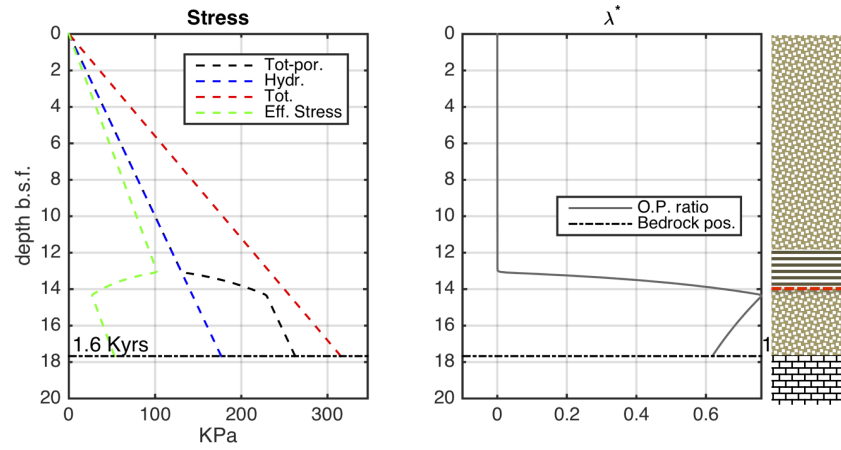 Stress
λ*
0
2
4
6
8
10
12
14
16
18
20
depth b.s.f.
Tot-por.
Hydr.
Tot.
Eff. Stress
1.6 Kyrs
0
100
200
300
KPa
0
2
4
6
8
10
12
14
16
18
20
O.P. ratio
Bedrock pos.
1
0
0.2
0.4
0.6